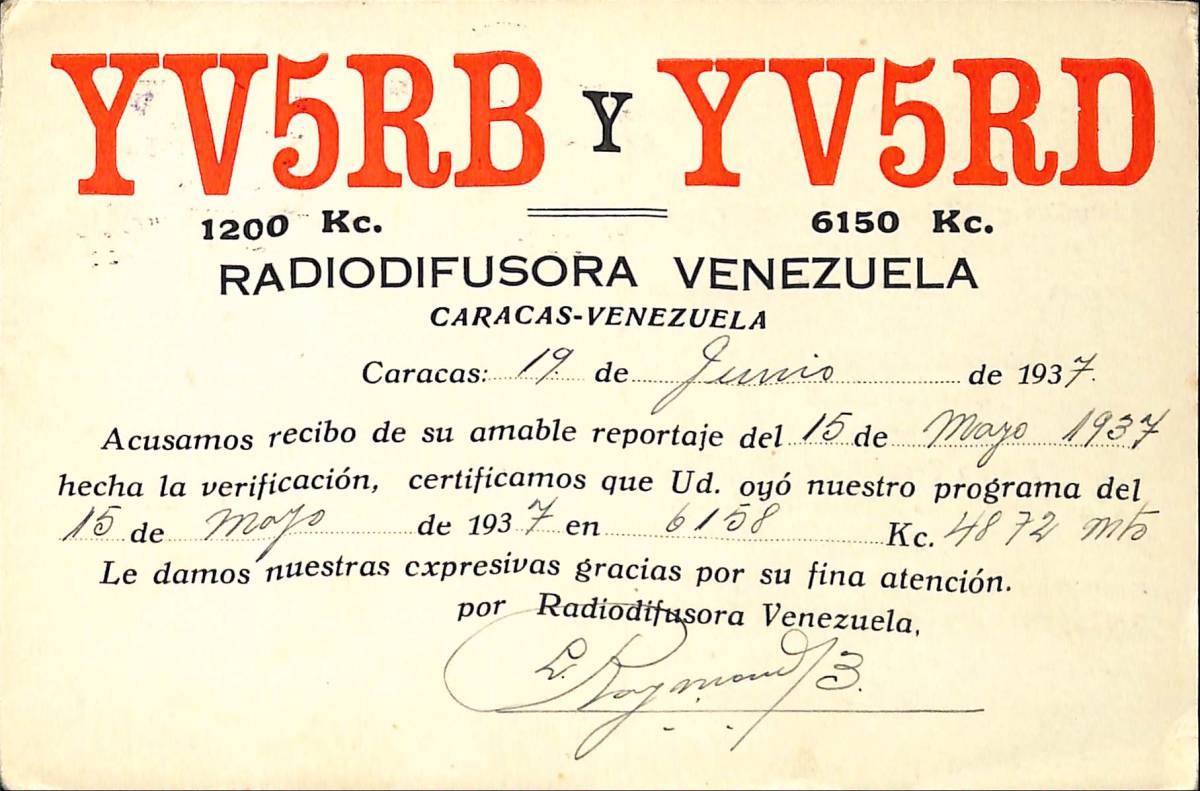 YV5RB Y YV5RD
1200 Kc. 6150 Kc.
RADIODIFUSORA VENEZUELA
CARACAS-VENEZUELA
Caracas: 19 de Junio de 1937.
Acusamos recibo de su amable reportaje del 15 de Mayo 1937
hecha la verificación, certificamos que Ud. oyó nuestro programa del
15 de Mayo de 1937 en 6158 Kc. 4872 mts
Le damos nuestras expresivas gracias por su fina atención.
por Radiodifusora Venezuela,